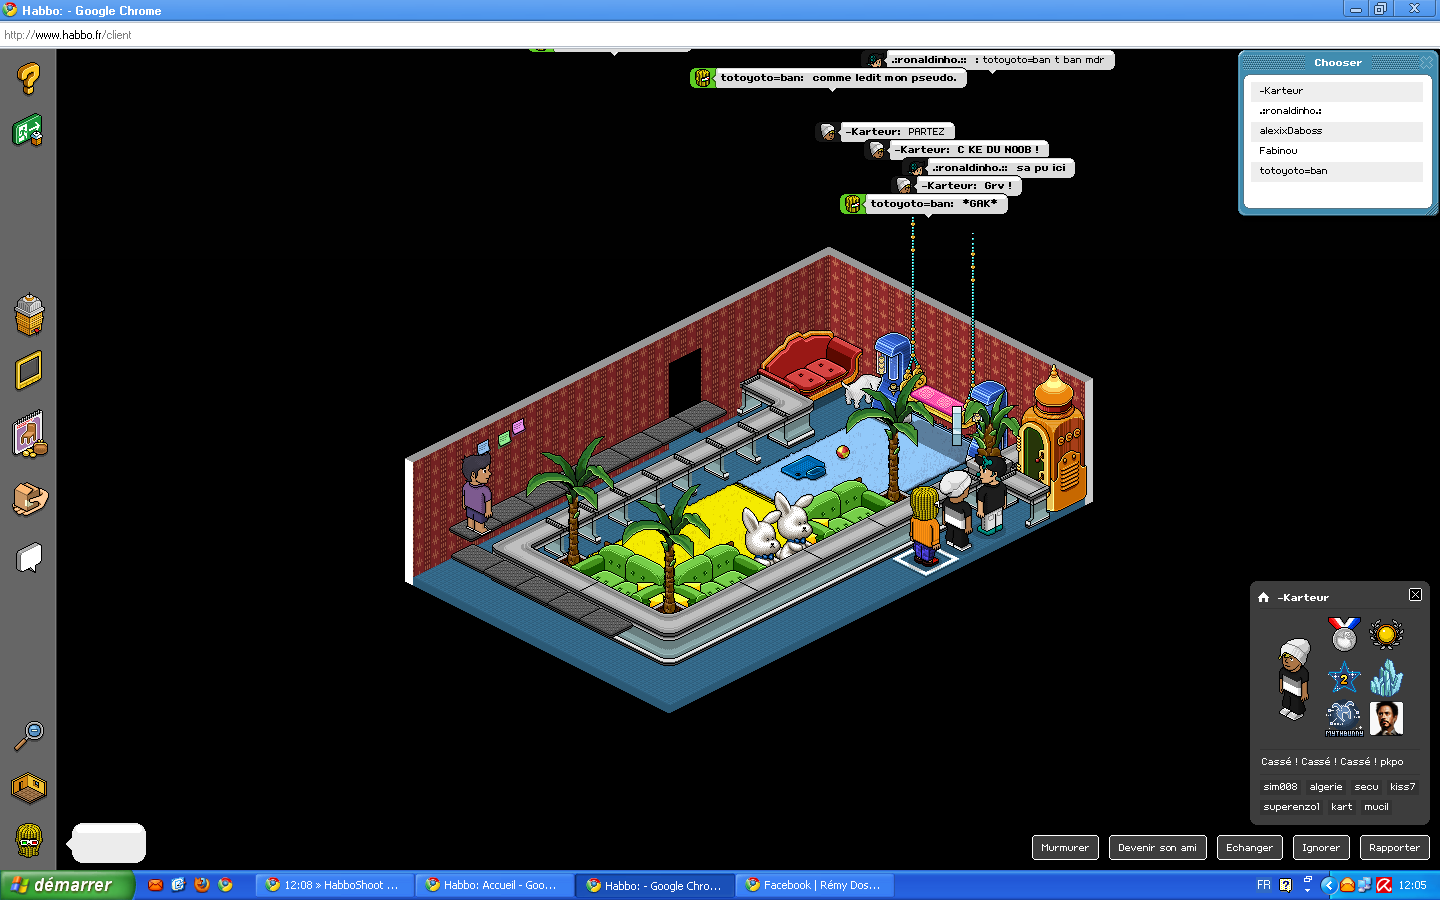 Habbo: - Google Chrome
http://www.habbo.fr/client
.:ronaldinho.:: : totoyoto=ban t ban mdr
totoyoto=ban: comme ledit mon pseudo.
-Karteur: PARTEZ
-Karteur: C KE DU NOOB !
.:ronaldinho.:: sa pu ici
-Karteur: Grv !
totoyoto=ban: *GAK*
Chooser
-Karteur
.:ronaldinho.:
alexixDaboss
Fabinou
totoyoto=ban
-Karteur
2
MYTHBUNNY
Cassé ! Cassé ! Cassé ! pkpo
sim008 algerie secu kiss7
superenzo1 kart mucil
Murmurer Devenir son ami Echanger Ignorer Rapporter
démarrer
12:08 » HabboShoot ...
Habbo: Accueil - Goo...
Habbo: - Google Chro...
Facebook | Rémy Dos...
FR
12:05